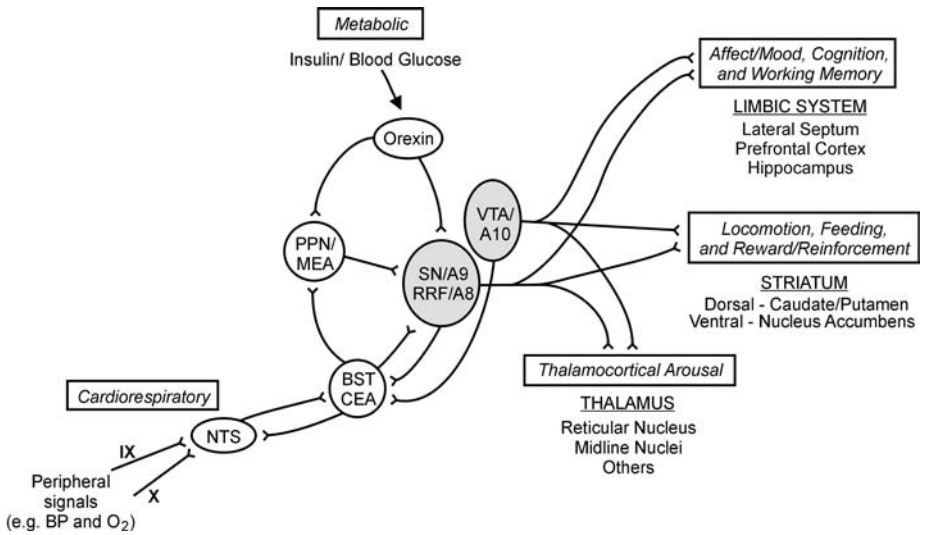 Metabolic
Insulin/ Blood Glucose
Orexin
PPN/
MEA
VTA/
A10
SN/A9
RRF/A8
BST
CEA
Cardiorespiratory
NTS
IX
X
Peripheral
signals
(e.g. BP and O2)
Affect/Mood, Cognition,
and Working Memory
LIMBIC SYSTEM
Lateral Septum
Prefrontal Cortex
Hippocampus
Locomotion, Feeding,
and Reward/Reinforcement
STRIATUM
Dorsal - Caudate/Putamen
Ventral - Nucleus Accumbens
Thalamocortical Arousal
THALAMUS
Reticular Nucleus
Midline Nuclei
Others